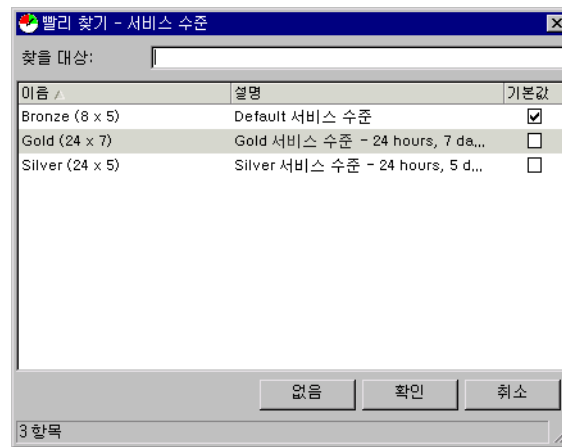 빨리 찾기 - 서비스 수준
찾을 대상:
이름 설명 기본값
Bronze (8 x 5) Default 서비스 수준
Gold (24 x 7) Gold 서비스 수준 - 24 hours, 7 da...
Silver (24 x 5) Silver 서비스 수준 - 24 hours, 5 d...
없음 확인 취소
3 항목